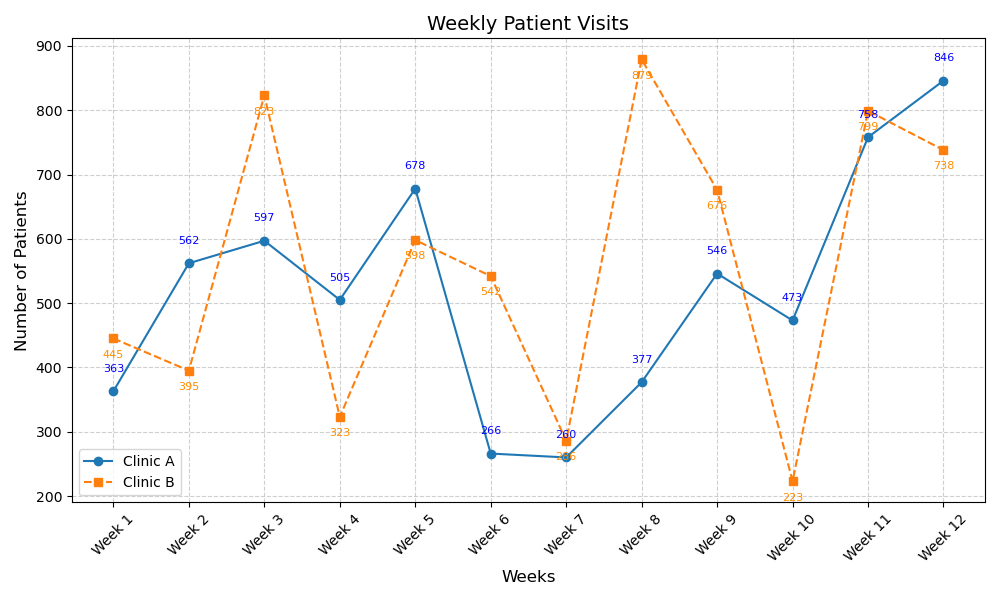 Weekly Patient Visits
Number of Patients
900
800
700
600
500
400
300
200
363
562
597
505
678
266
260
377
546
473
758
846
445
395
823
323
598
542
286
879
676
223
799
738
Clinic A
Clinic B
Week 1
Week 2
Week 3
Week 4
Week 5
Week 6
Week 7
Week 8
Week 9
Week 10
Week 11
Week 12
Weeks